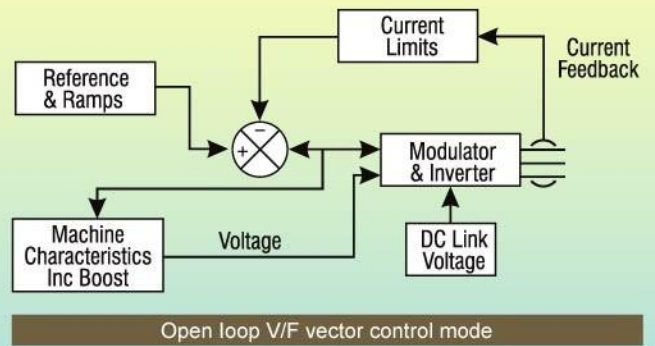 Current
Limits
Current
Feedback
Reference
& Ramps
−
+
Modulator
& Inverter
Machine
Characteristics
Inc Boost
Voltage
DC Link
Voltage
Open loop V/F vector control mode